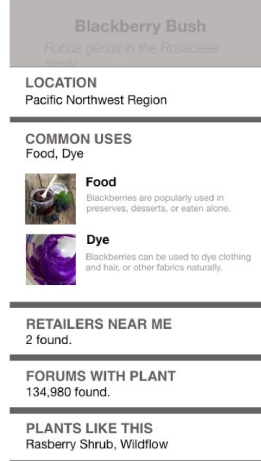 Blackberry Bush
Rubus genus in the Rosaceae
LOCATION
Pacific Northwest Region
COMMON USES
Food, Dye
Food
Blackberries are popularly used in
preserves, desserts, or eaten alone.
Dye
Blackberries can be used to dye clothing
and hair, or other fabrics naturally.
RETAILERS NEAR ME
2 found.
FORUMS WITH PLANT
134,980 found.
PLANTS LIKE THIS
Rasberry Shrub, Wildflow